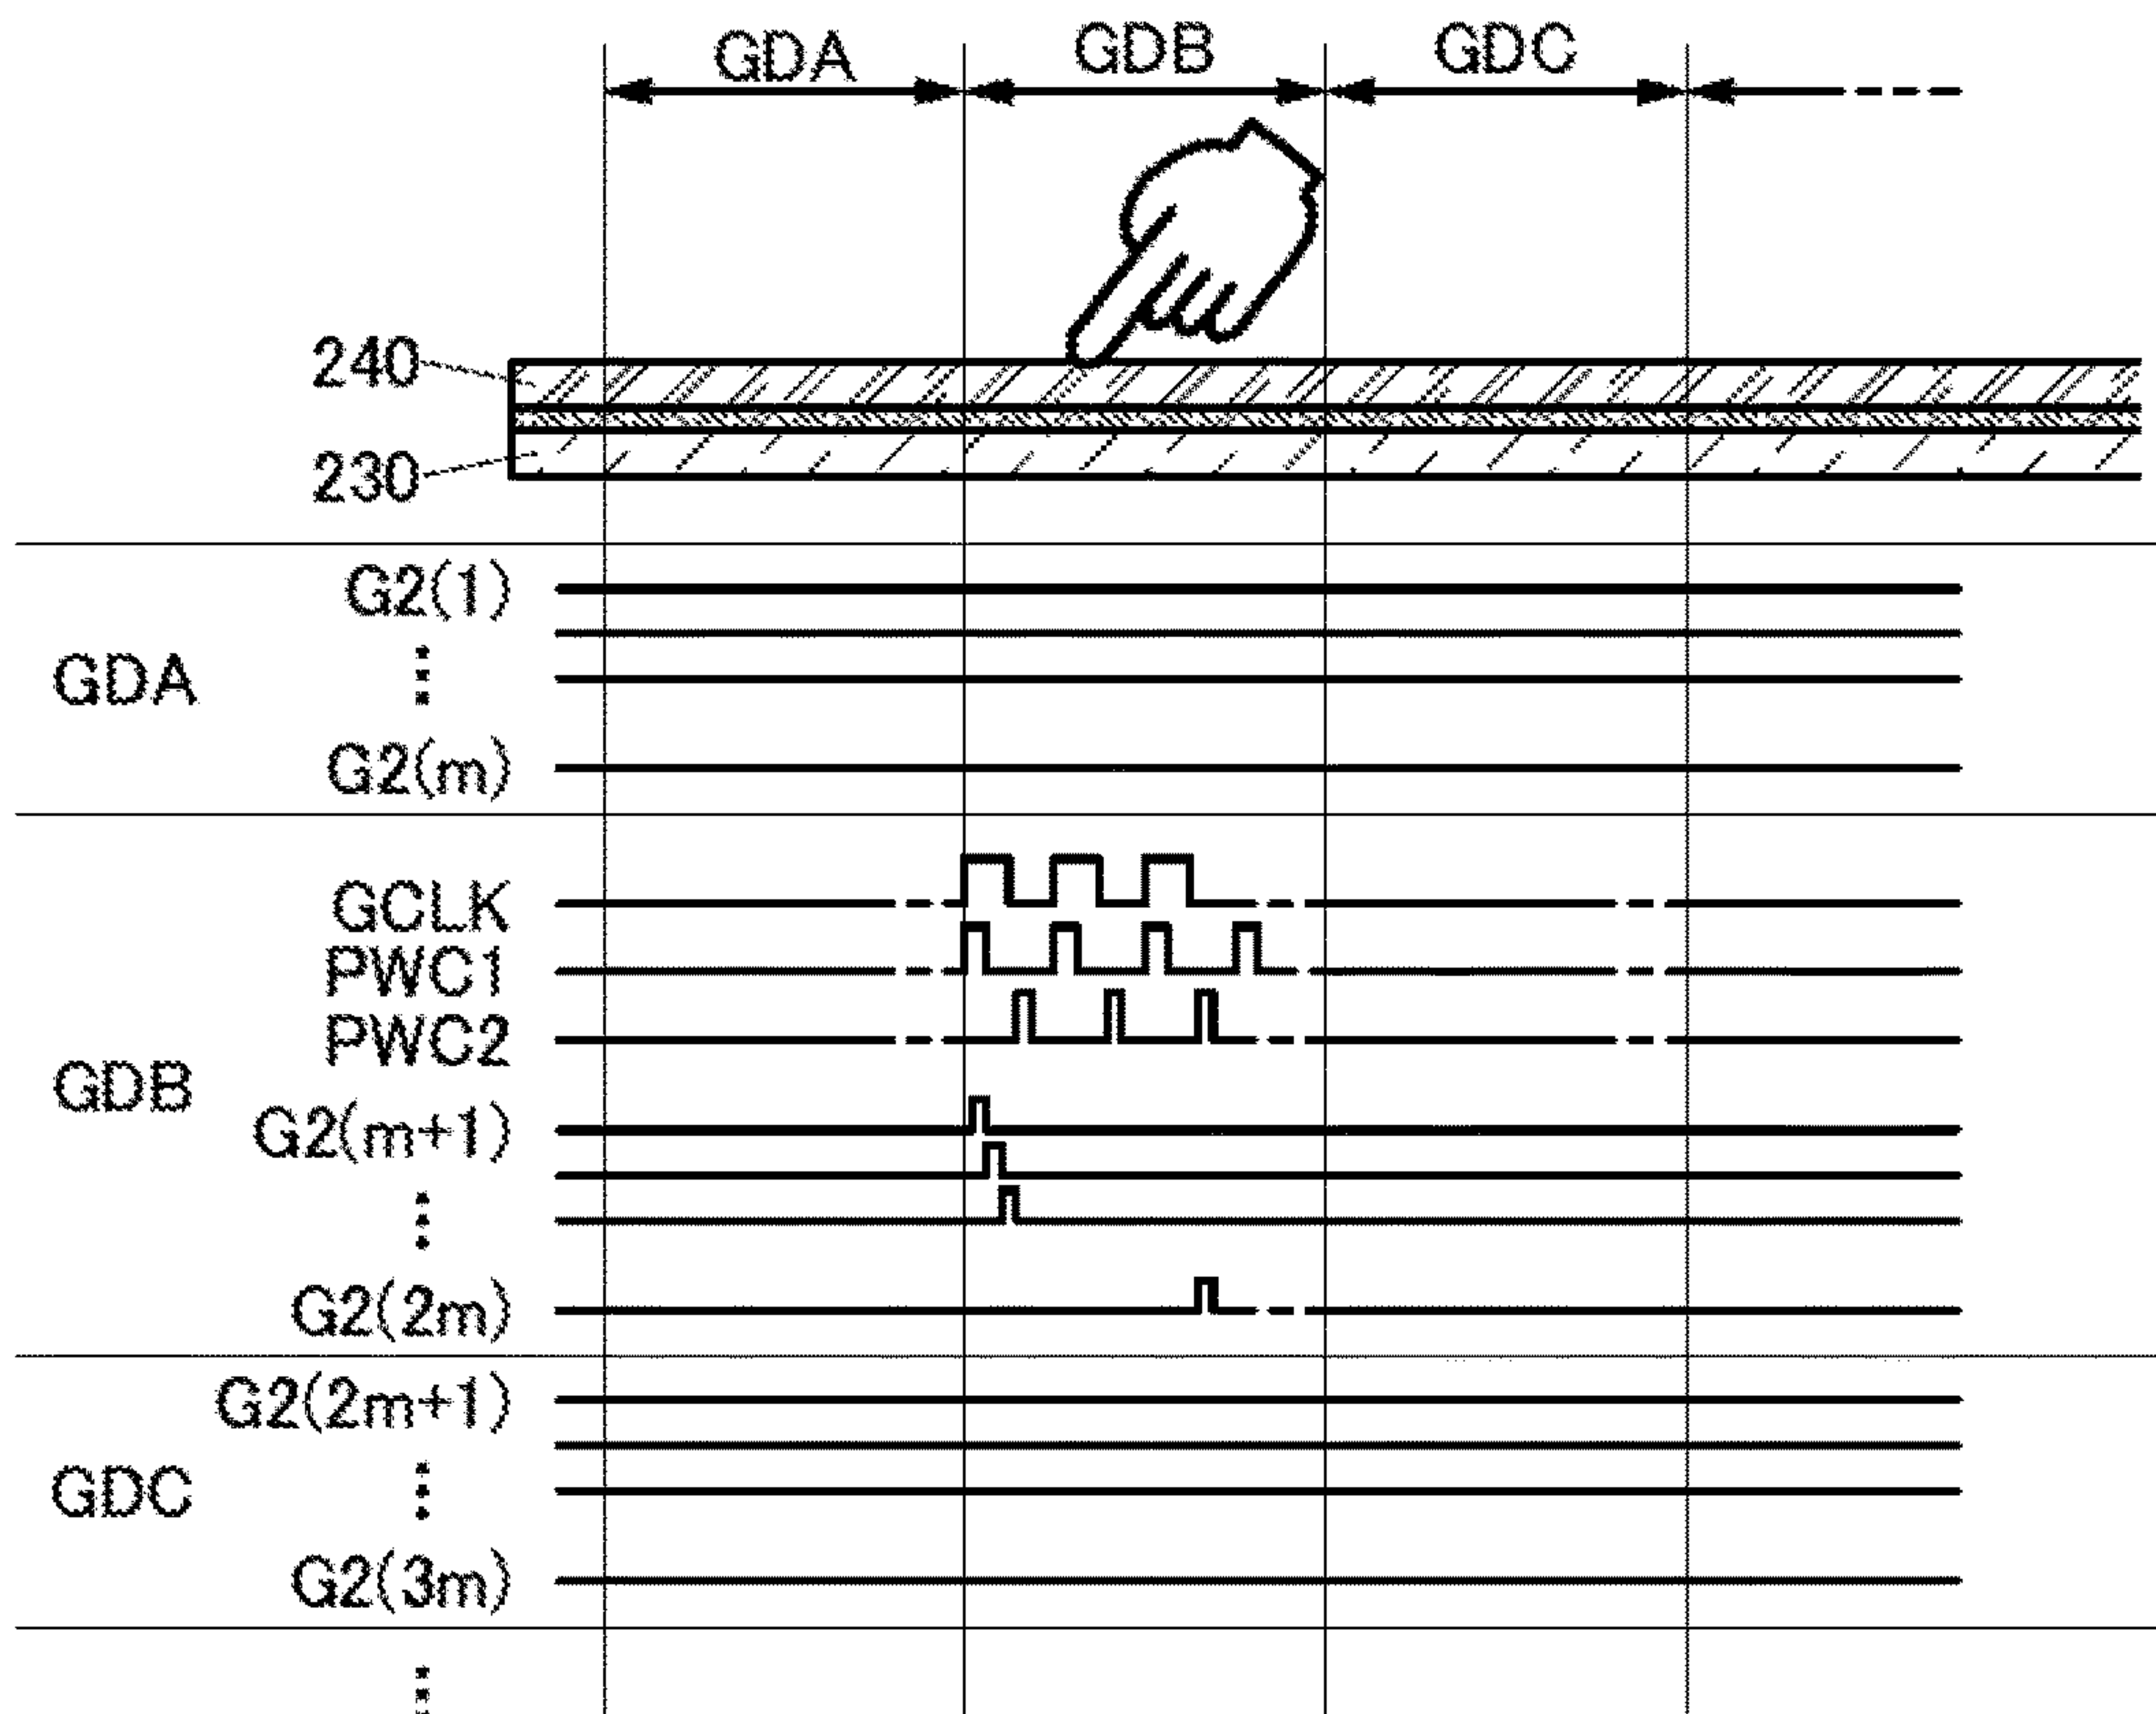 GDA GDB GDC
240
230
G2(1)
GDA
G2(m)
GCLK
PWC1
PWC2
GDB
G2(m+1)
G2(2m)
G2(2m+1)
GDC
G2(3m)